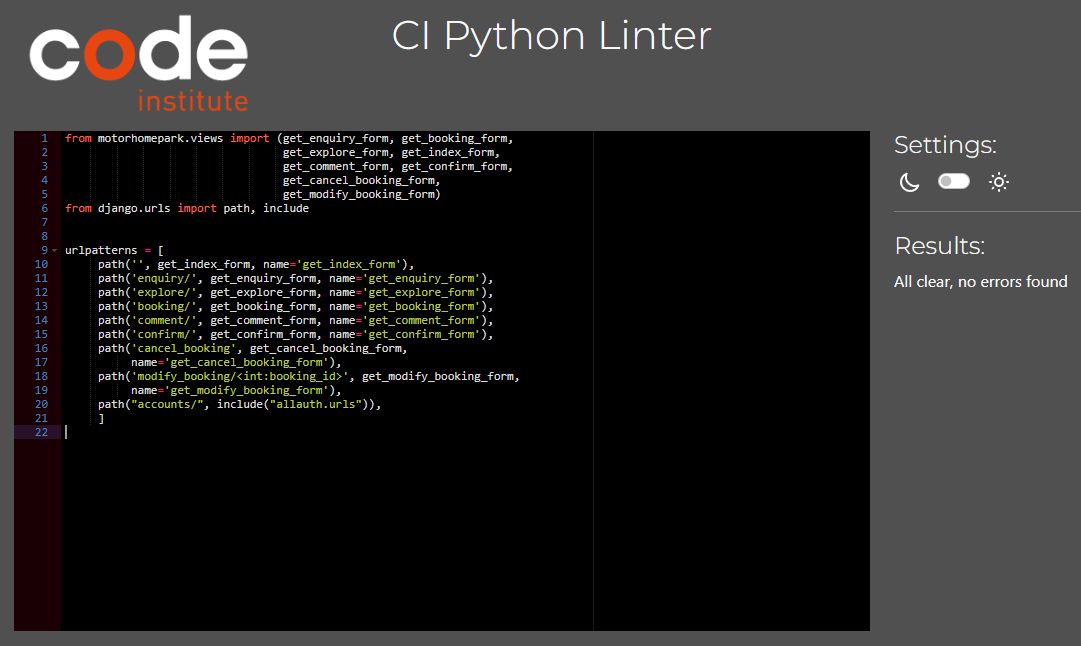 code
institute
CI Python Linter
1 from motorhomepark.views import (get_enquiry_form, get_booking_form,
2 get_explore_form, get_index_form,
3 get_comment_form, get_confirm_form,
4 get_cancel_booking_form,
5 get_modify_booking_form)
6 from django.urls import path, include
7
8
9 urlpatterns = [
10 path('', get_index_form, name='get_index_form'),
11 path('enquiry/', get_enquiry_form, name='get_enquiry_form'),
12 path('explore/', get_explore_form, name='get_explore_form'),
13 path('booking/', get_booking_form, name='get_booking_form'),
14 path('comment/', get_comment_form, name='get_comment_form'),
15 path('confirm/', get_confirm_form, name='get_confirm_form'),
16 path('cancel_booking', get_cancel_booking_form,
17 name='get_cancel_booking_form'),
18 path('modify_booking/<int:booking_id>', get_modify_booking_form,
19 name='get_modify_booking_form'),
20 path("accounts/", include("allauth.urls")),
21 ]
22
Settings:
Results:
All clear, no errors found